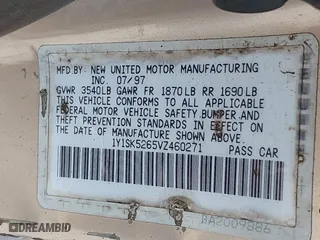 MFD.BY: NEW UNITED MOTOR MANUFACTURING
INC. 07/97
GVWR 3540LB GAWR FR 1870LB RR 1690LB
THIS VEHICLE CONFORMS TO ALL APPLICABLE
FEDERAL MOTOR VEHICLE SAFETY, BUMPER, AND
THEFT PREVENTION STANDARDS IN EFFECT ON
THE DATE OF MANUFACTURE SHOWN ABOVE.
1Y1SK5265VZ460271 PASS CAR
BA2009886
© DREAMBID